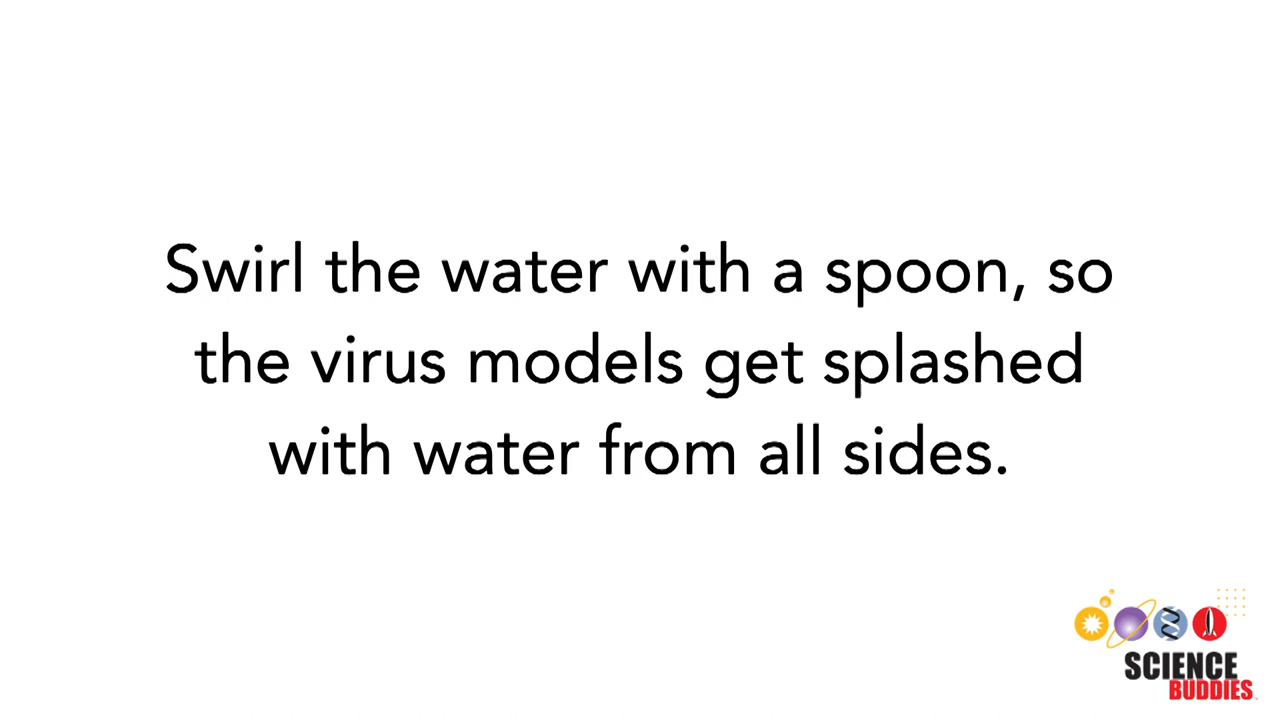 Swirl the water with a spoon, so
the virus models get splashed
with water from all sides.
SCIENCE
BUDDIES